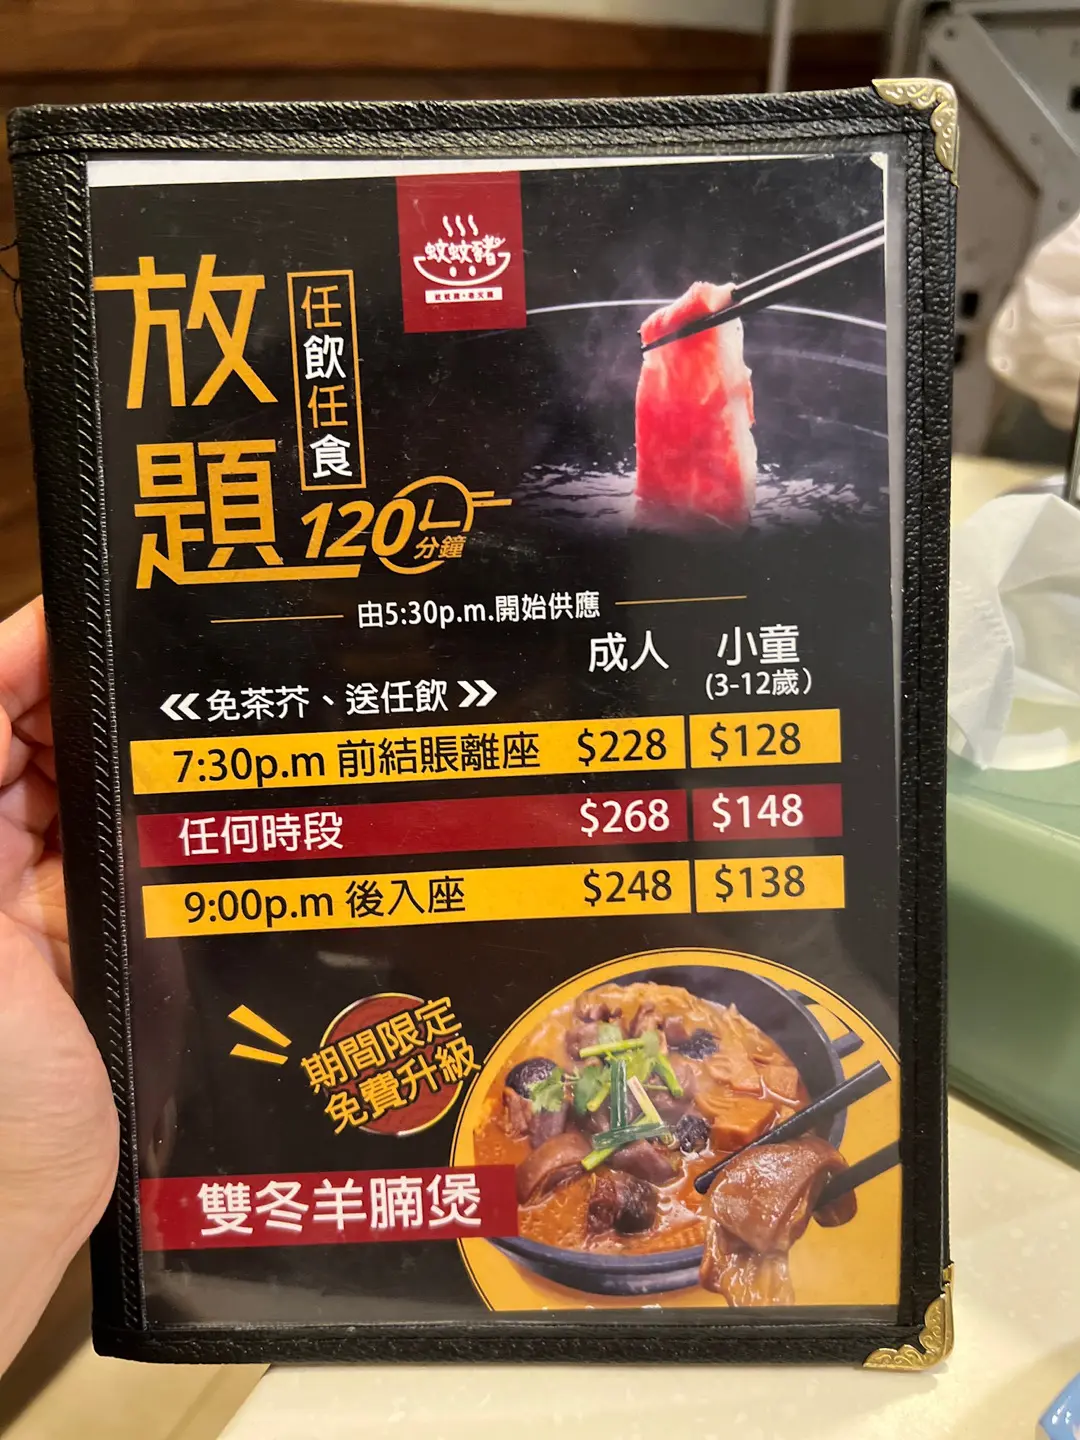 蚊蚊豬
放題
任飲任食
120分鐘
由5:30p.m.開始供應
成人 小童
(3-12歲)
《免茶芥、送任飲》
7:30p.m 前結賬離座 $228 $128
任何時段 $268 $148
9:00p.m 後入座 $248 $138
期間限定
免費升級
雙冬羊腩煲